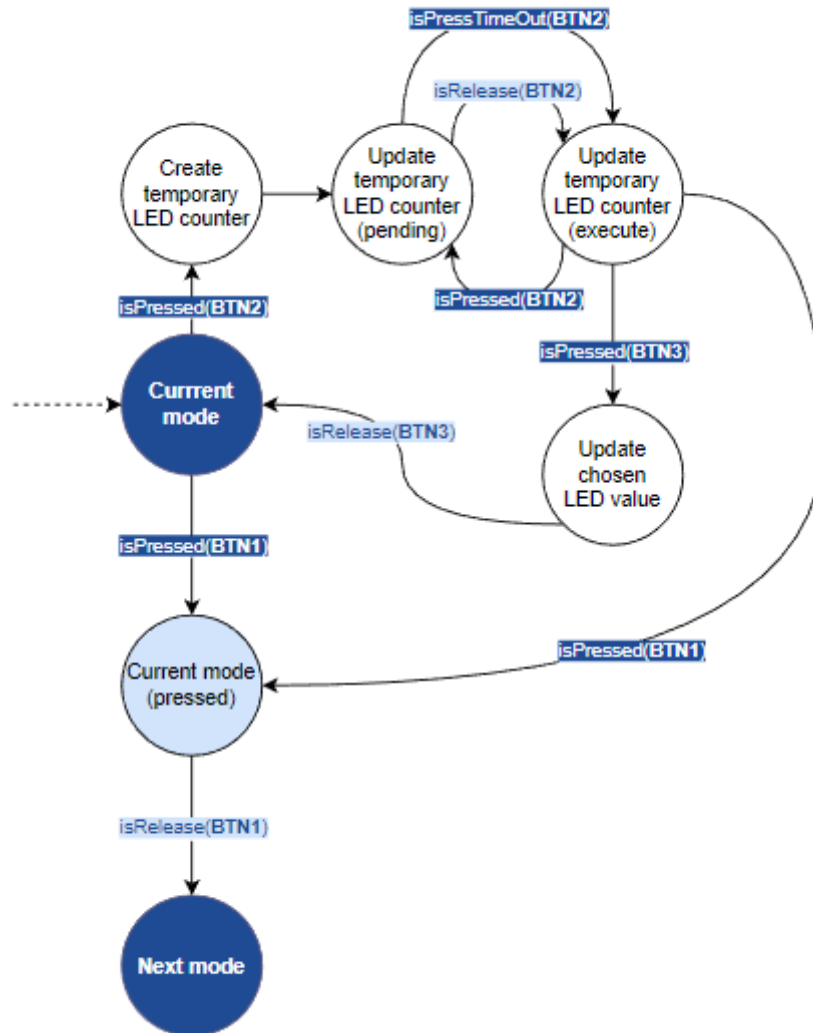 isPressTimeOut(BTN2)
isRelease(BTN2)
Create
temporary
LED counter
Update
temporary
LED counter
(pending)
Update
temporary
LED counter
(execute)
isPressed(BTN2)
isPressed(BTN2)
isPressed(BTN3)
Currrent
mode
isRelease(BTN3)
Update
chosen
LED value
isPressed(BTN1)
isPressed(BTN1)
Current mode
(pressed)
isRelease(BTN1)
Next mode